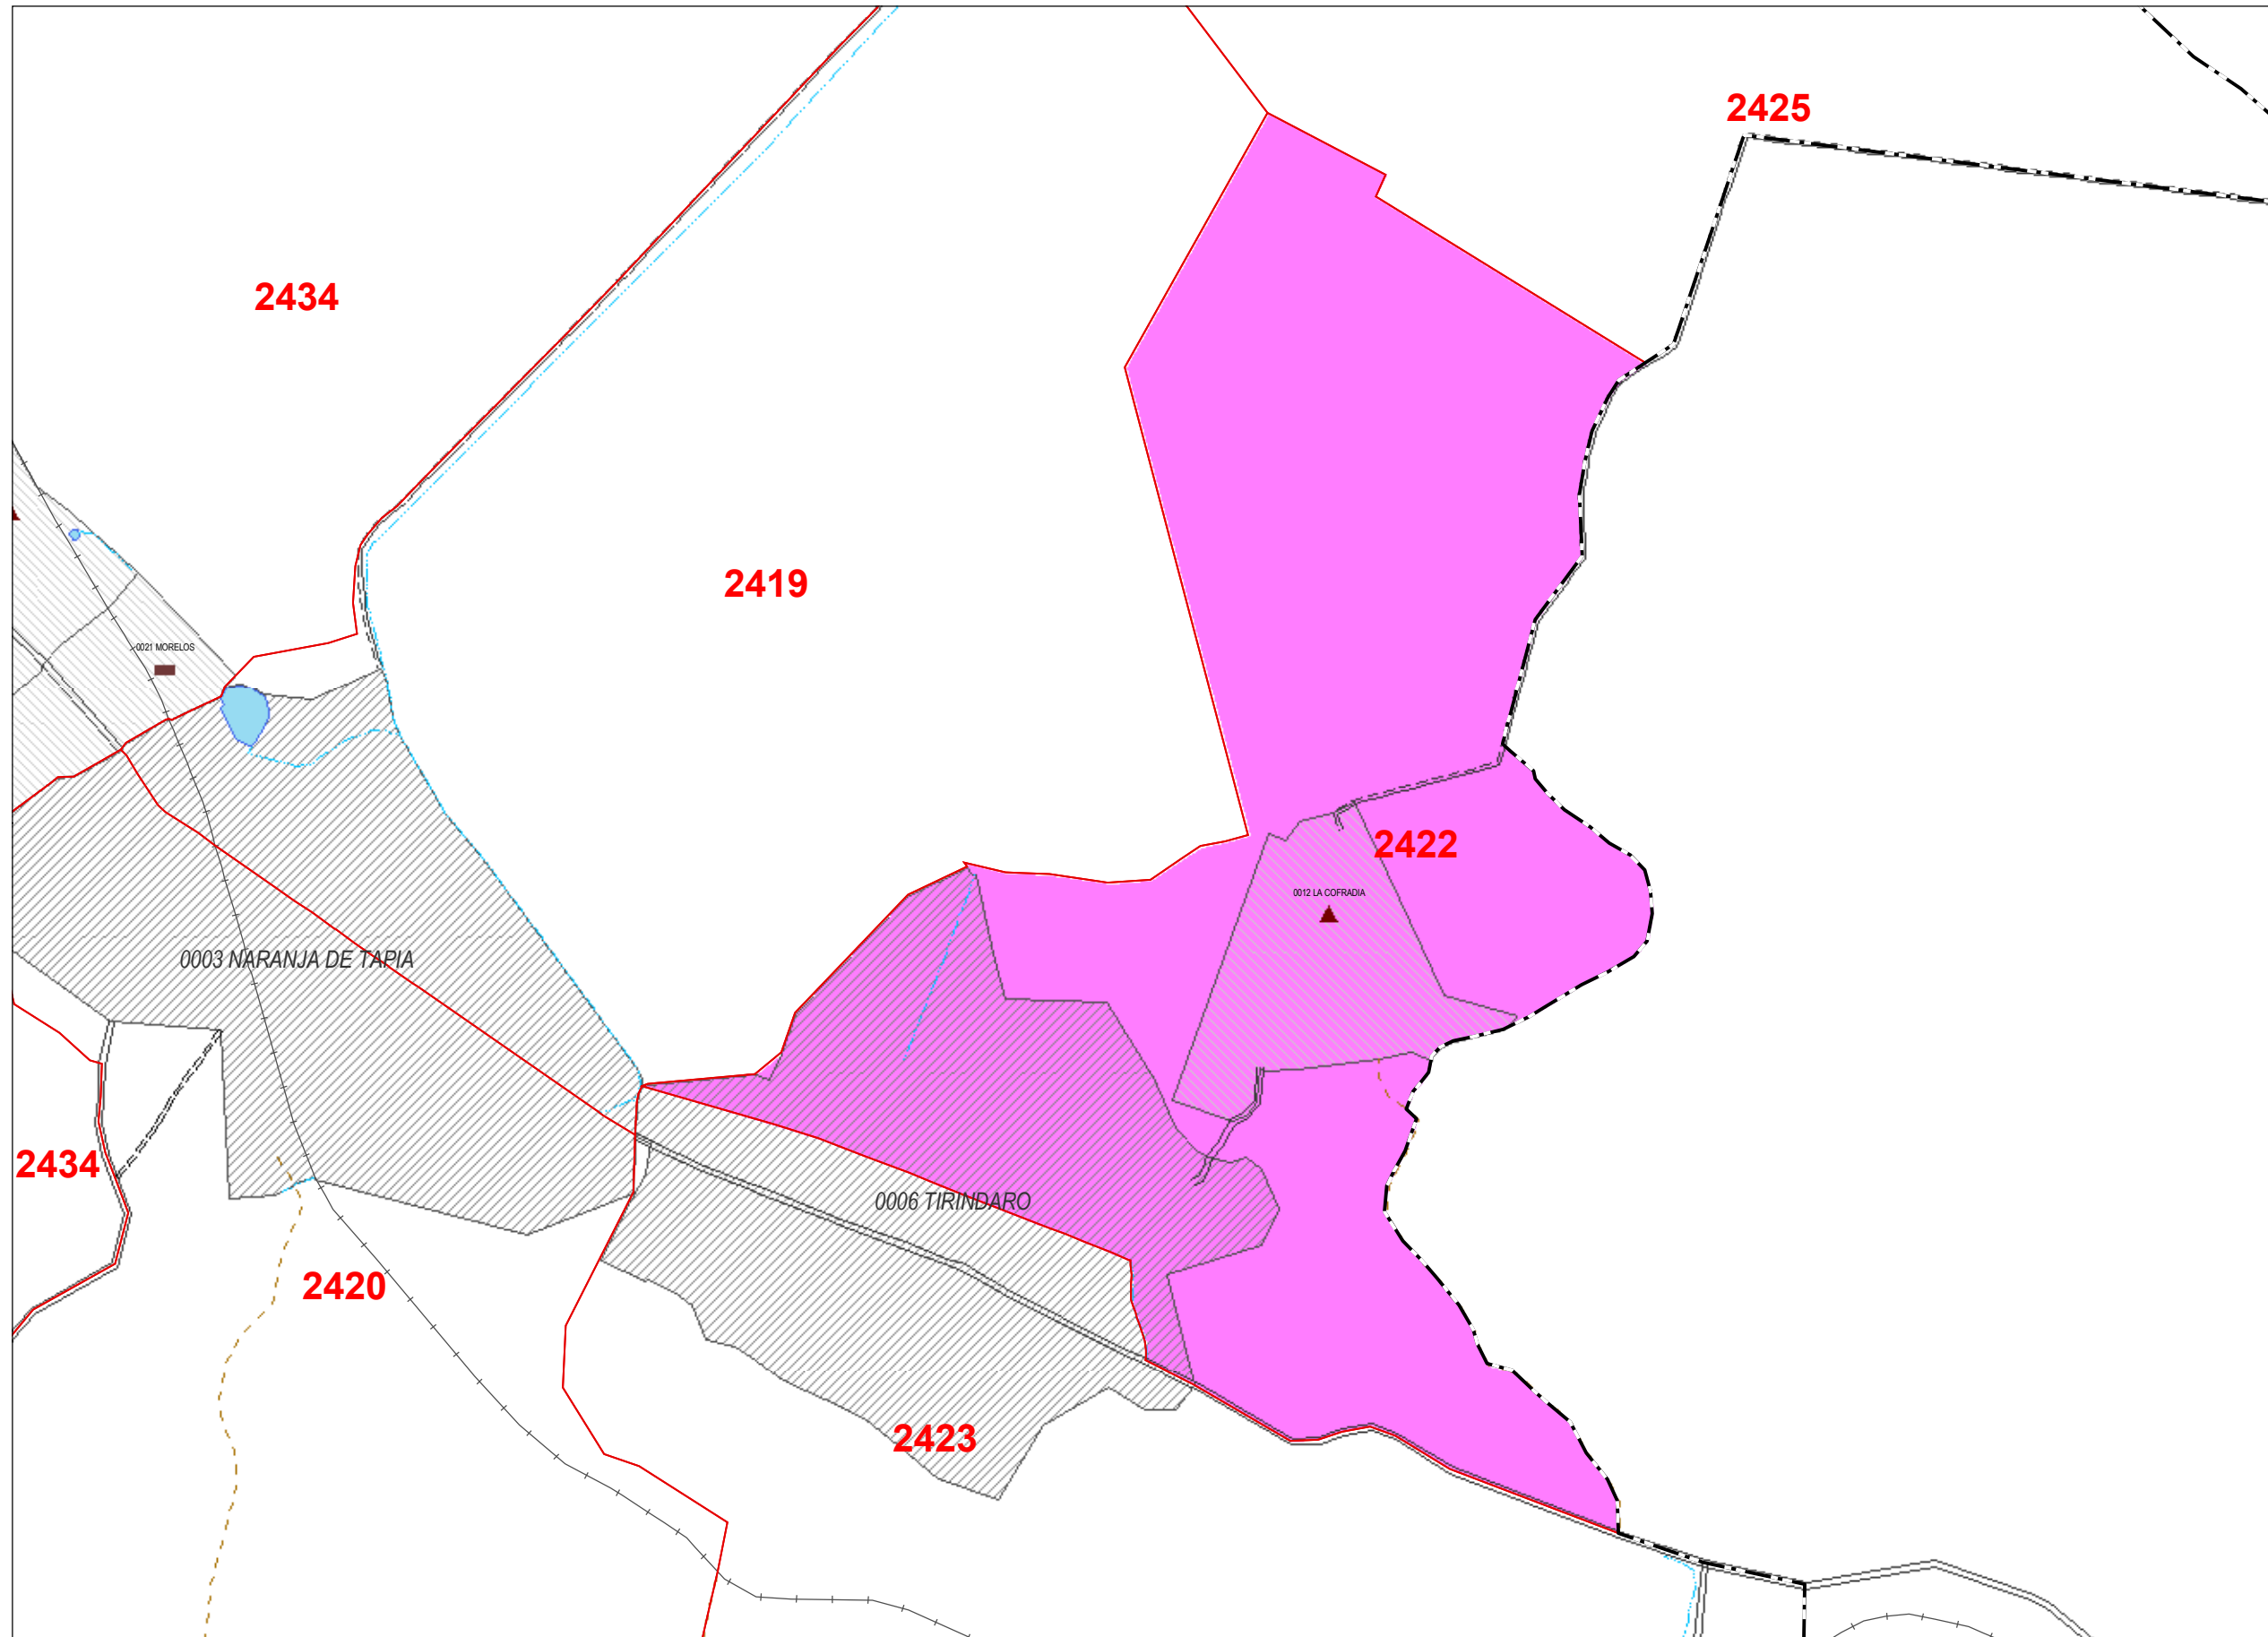 2425
2434
2419
0021 MORELOS
2422
0012 LA COFRADIA
0003 NARANJA DE TAPIA
2434
0006 TIRINDARO
2420
2423